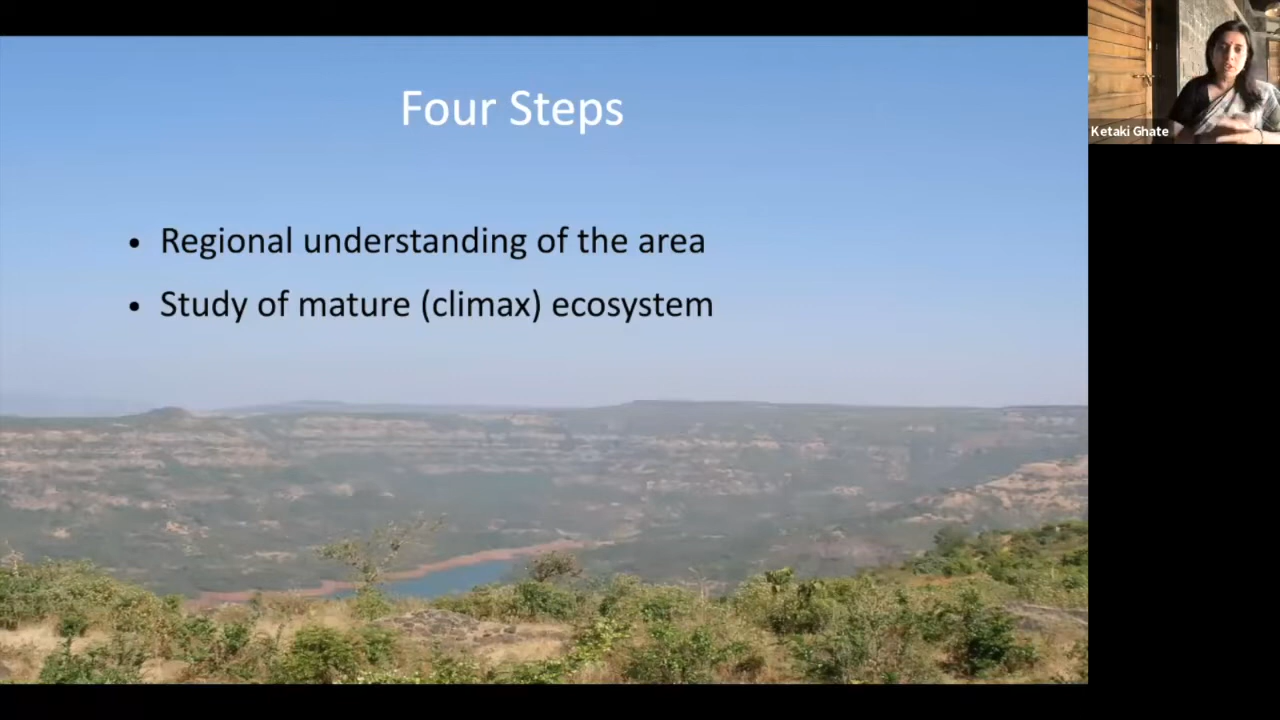 Four Steps
Ketaki Ghate
• Regional understanding of the area
• Study of mature (climax) ecosystem